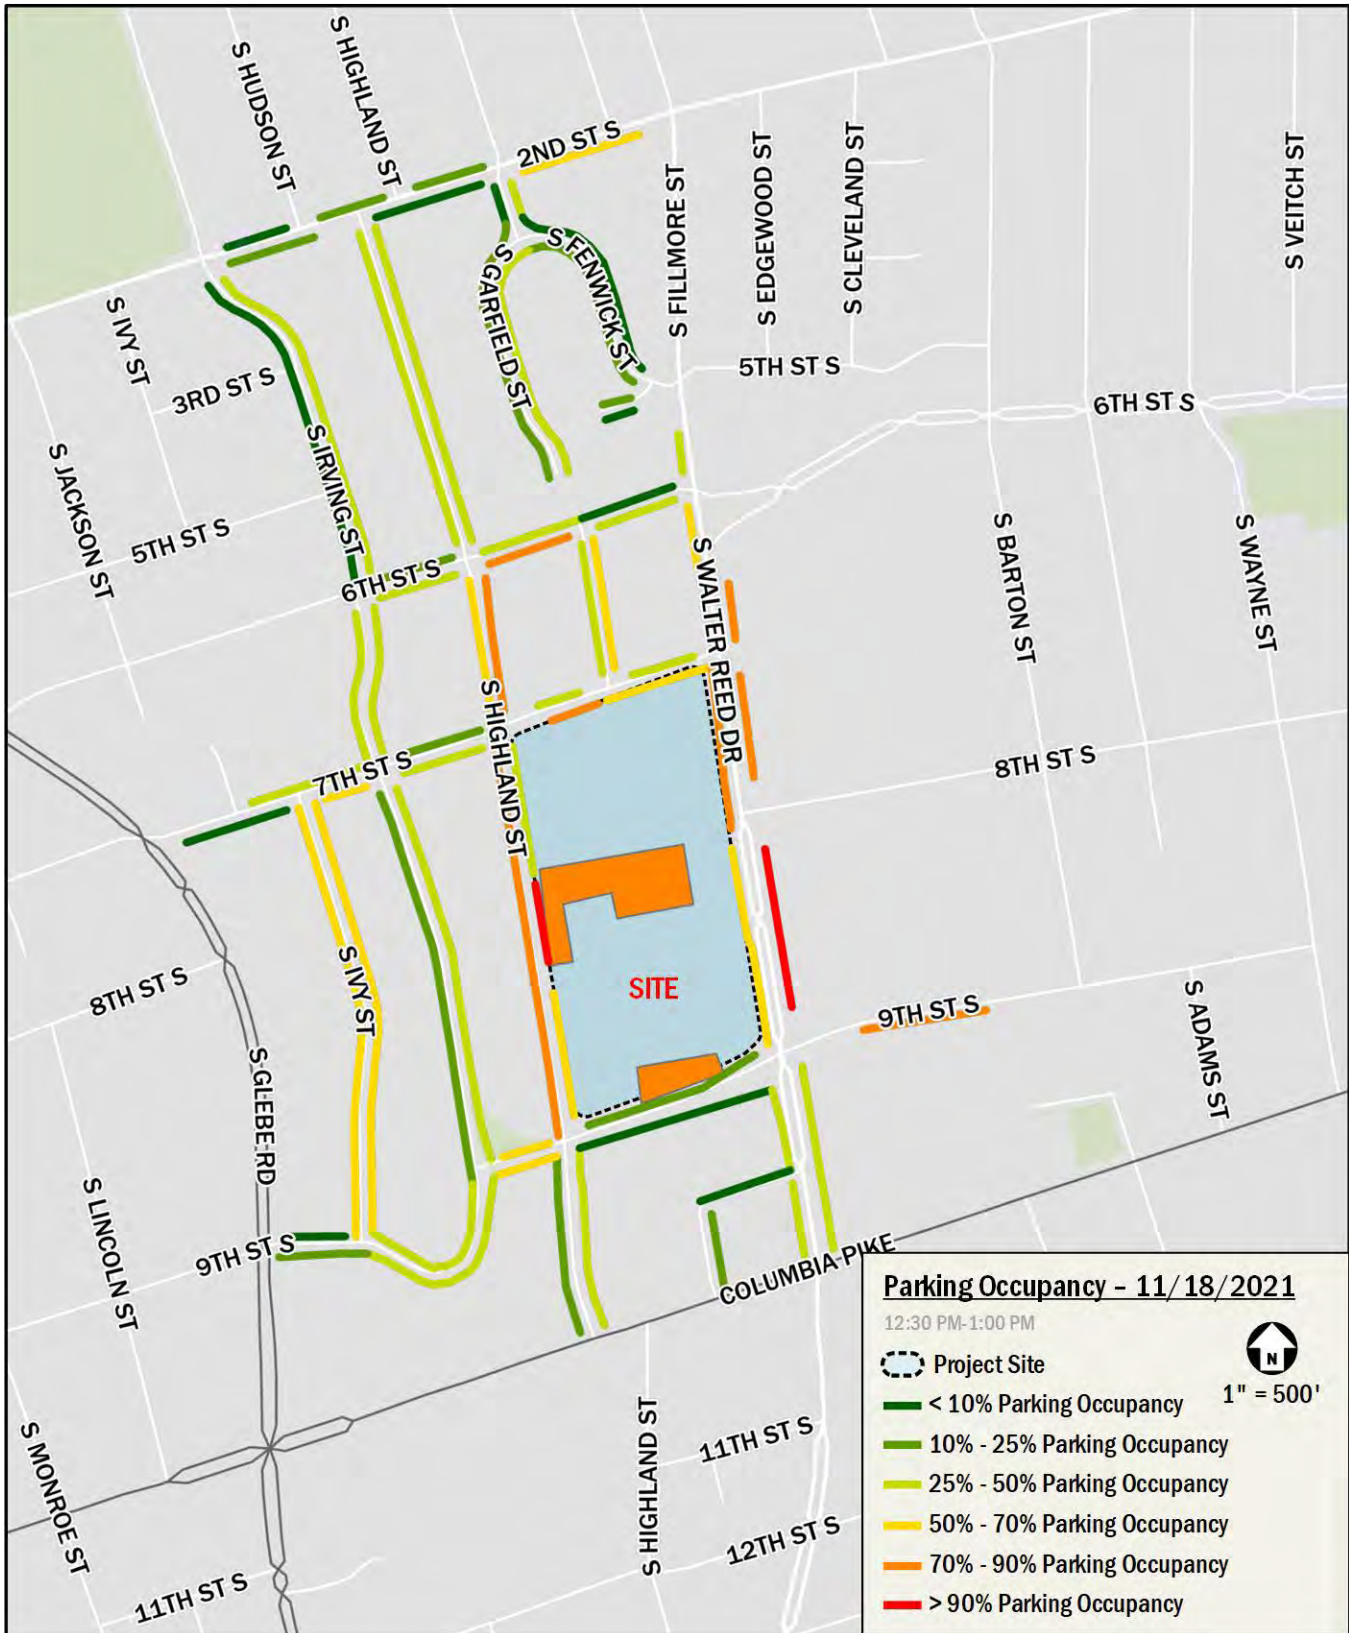 S HUDSON ST
S HIGHLAND ST
2ND ST S
S FILLMORE ST
S EDGEWOOD ST
S CLEVELAND ST
S VEITCH ST
S IVY ST
3RD ST S
S GARFIELD ST
S FENWICK ST
5TH ST S
6TH ST S
S JACKSON ST
S IRVING ST
5TH ST S
6TH ST S
S WALTER REED DR
S BARTON ST
S WAYNE ST
S HIGHLAND ST
7TH ST S
8TH ST S
8TH ST S
S IVY ST
SITE
9TH ST S
S ADAMS ST
S GLEBE RD
S LINCOLN ST
9TH ST S
COLUMBIA PIKE
S MONROE ST
11TH ST S
S HIGHLAND ST
11TH ST S
12TH ST S
Parking Occupancy – 11/18/2021
12:30 PM-1:00 PM
Project Site
N
1" = 500'
< 10% Parking Occupancy
10% - 25% Parking Occupancy
25% - 50% Parking Occupancy
50% - 70% Parking Occupancy
70% - 90% Parking Occupancy
> 90% Parking Occupancy